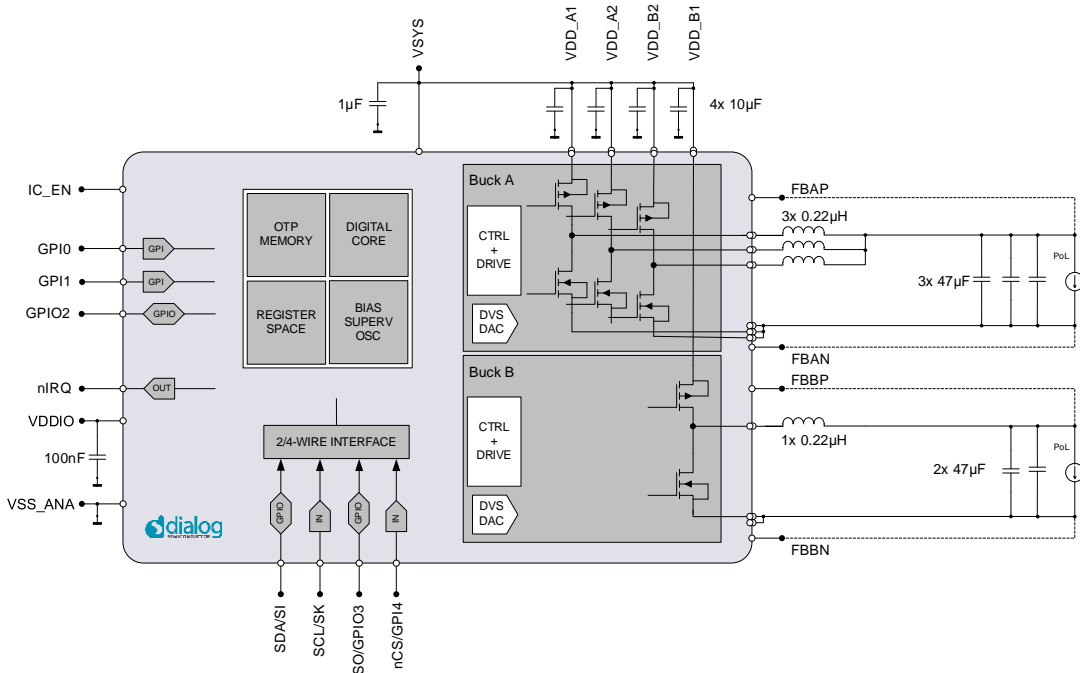 VSYS
VDD_A1
VDD_A2
VDD_B2
VDD_B1
1µF
4x 10µF
IC_EN
GPI0
GPI
GPI1
GPI
GPIO2
GPIO
nIRQ
OUT
VDDIO
100nF
VSS_ANA
OTP
MEMORY
DIGITAL
CORE
REGISTER
SPACE
BIAS
SUPERV
OSC
2/4-WIRE INTERFACE
GPIO
IN
GPIO
IN
SDA/SI
SCL/SK
SO/GPIO3
nCS/GPI4
dialog
SEMICONDUCTOR
Buck A
CTRL
+
DRIVE
DVS
DAC
Buck B
CTRL
+
DRIVE
DVS
DAC
FBAP
3x 0.22µH
3x 47µF
PoL
FBAN
FBBP
1x 0.22µH
2x 47µF
PoL
FBBN